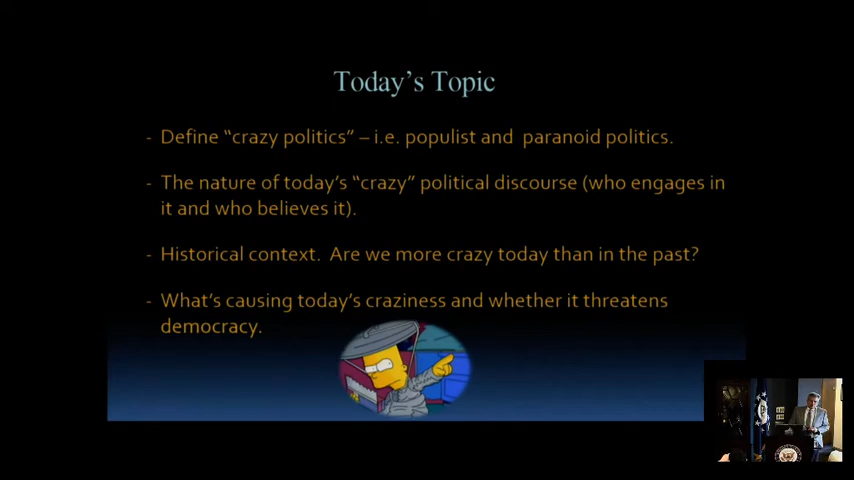 Today's Topic
- Define "crazy politics" – i.e. populist and paranoid politics.
- The nature of today's "crazy" political discourse (who engages in
it and who believes it).
- Historical context. Are we more crazy today than in the past?
- What's causing today's craziness and whether it threatens
democracy.